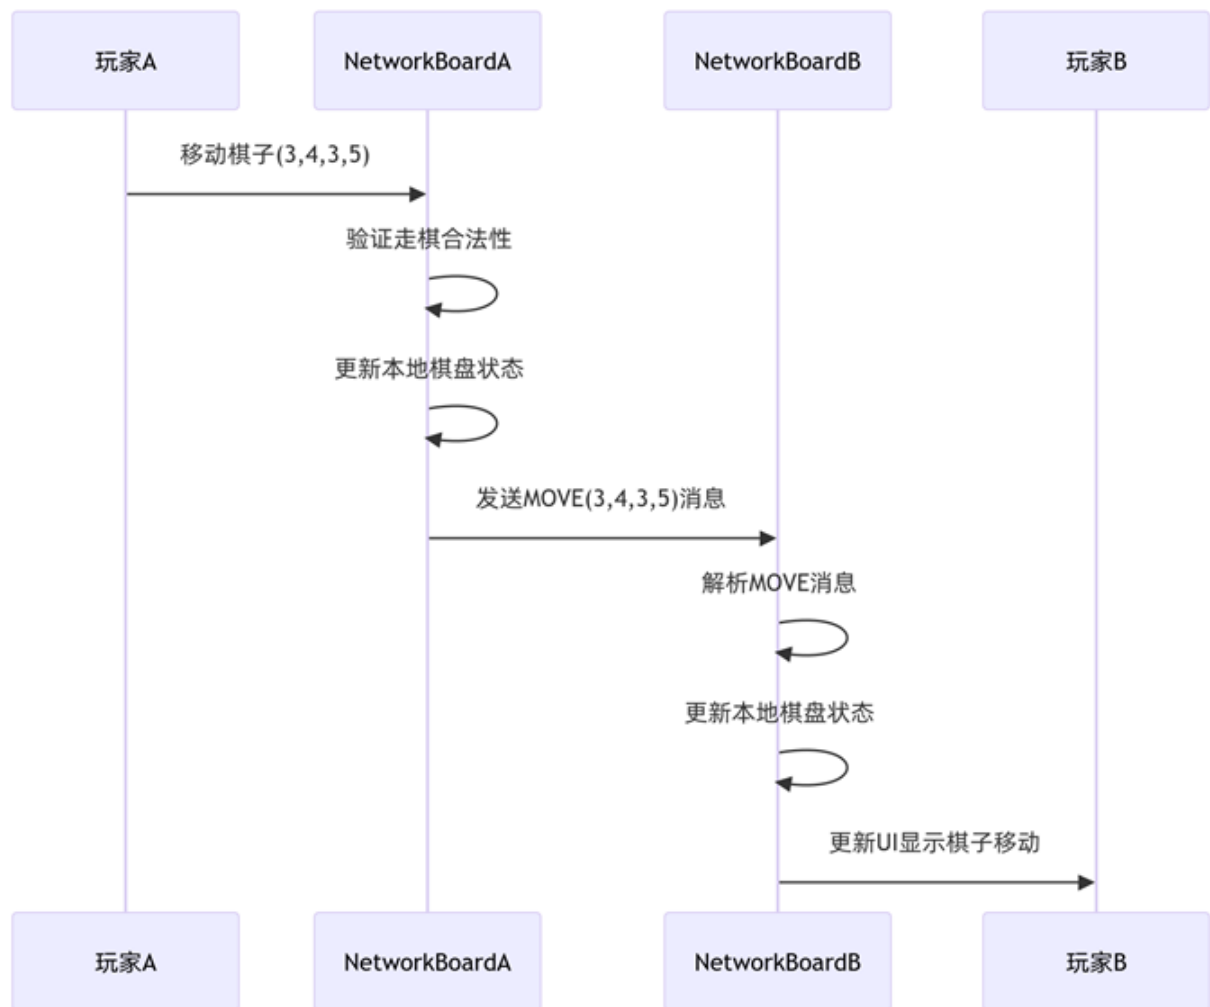 玩家A
NetworkBoardA
NetworkBoardB
玩家B
移动棋子(3,4,3,5)
验证走棋合法性
更新本地棋盘状态
发送MOVE(3,4,3,5)消息
解析MOVE消息
更新本地棋盘状态
更新UI显示棋子移动
玩家A
NetworkBoardA
NetworkBoardB
玩家B